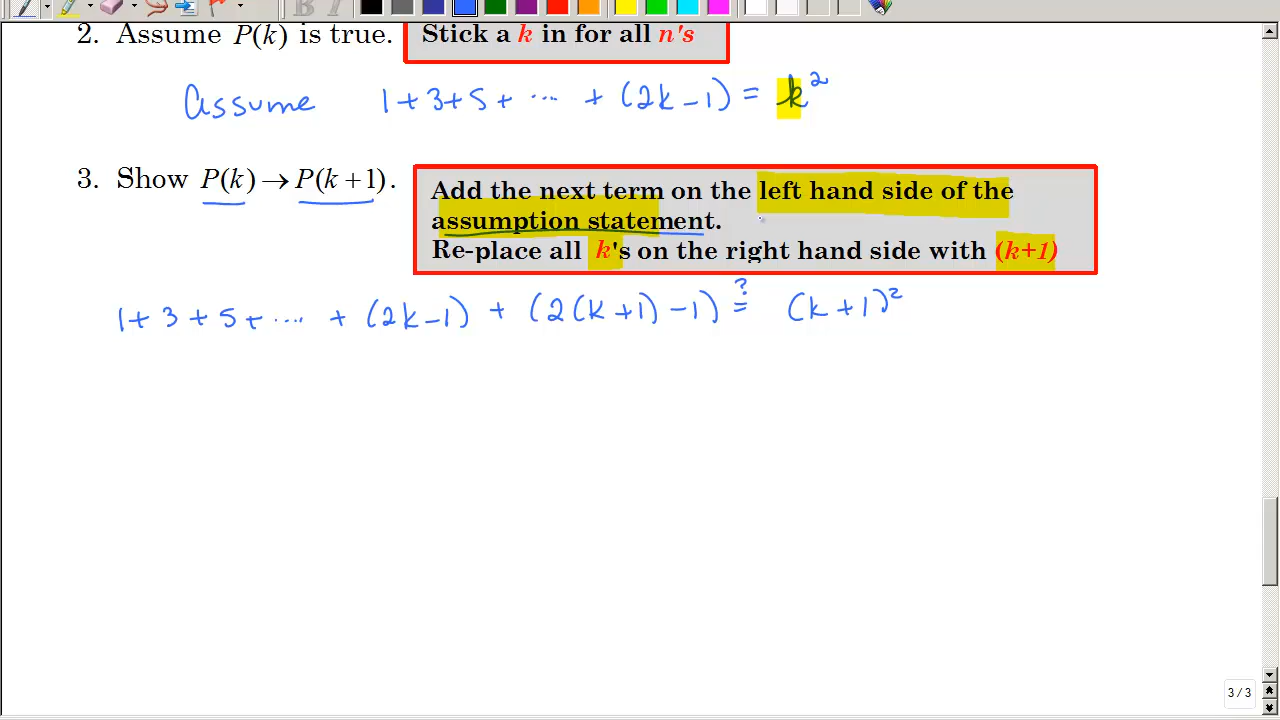 B I
2. Assume P(k) is true. Stick a k in for all n's
Assume 1 + 3 + 5 + ... + (2k - 1) = k²
3. Show P(k) → P(k + 1). Add the next term on the left hand side of the
assumption statement.
Re-place all k's on the right hand side with (k+1)
1 + 3 + 5 + .... + (2k - 1) + (2(k + 1) - 1) ≟ (k + 1)²
3 / 3